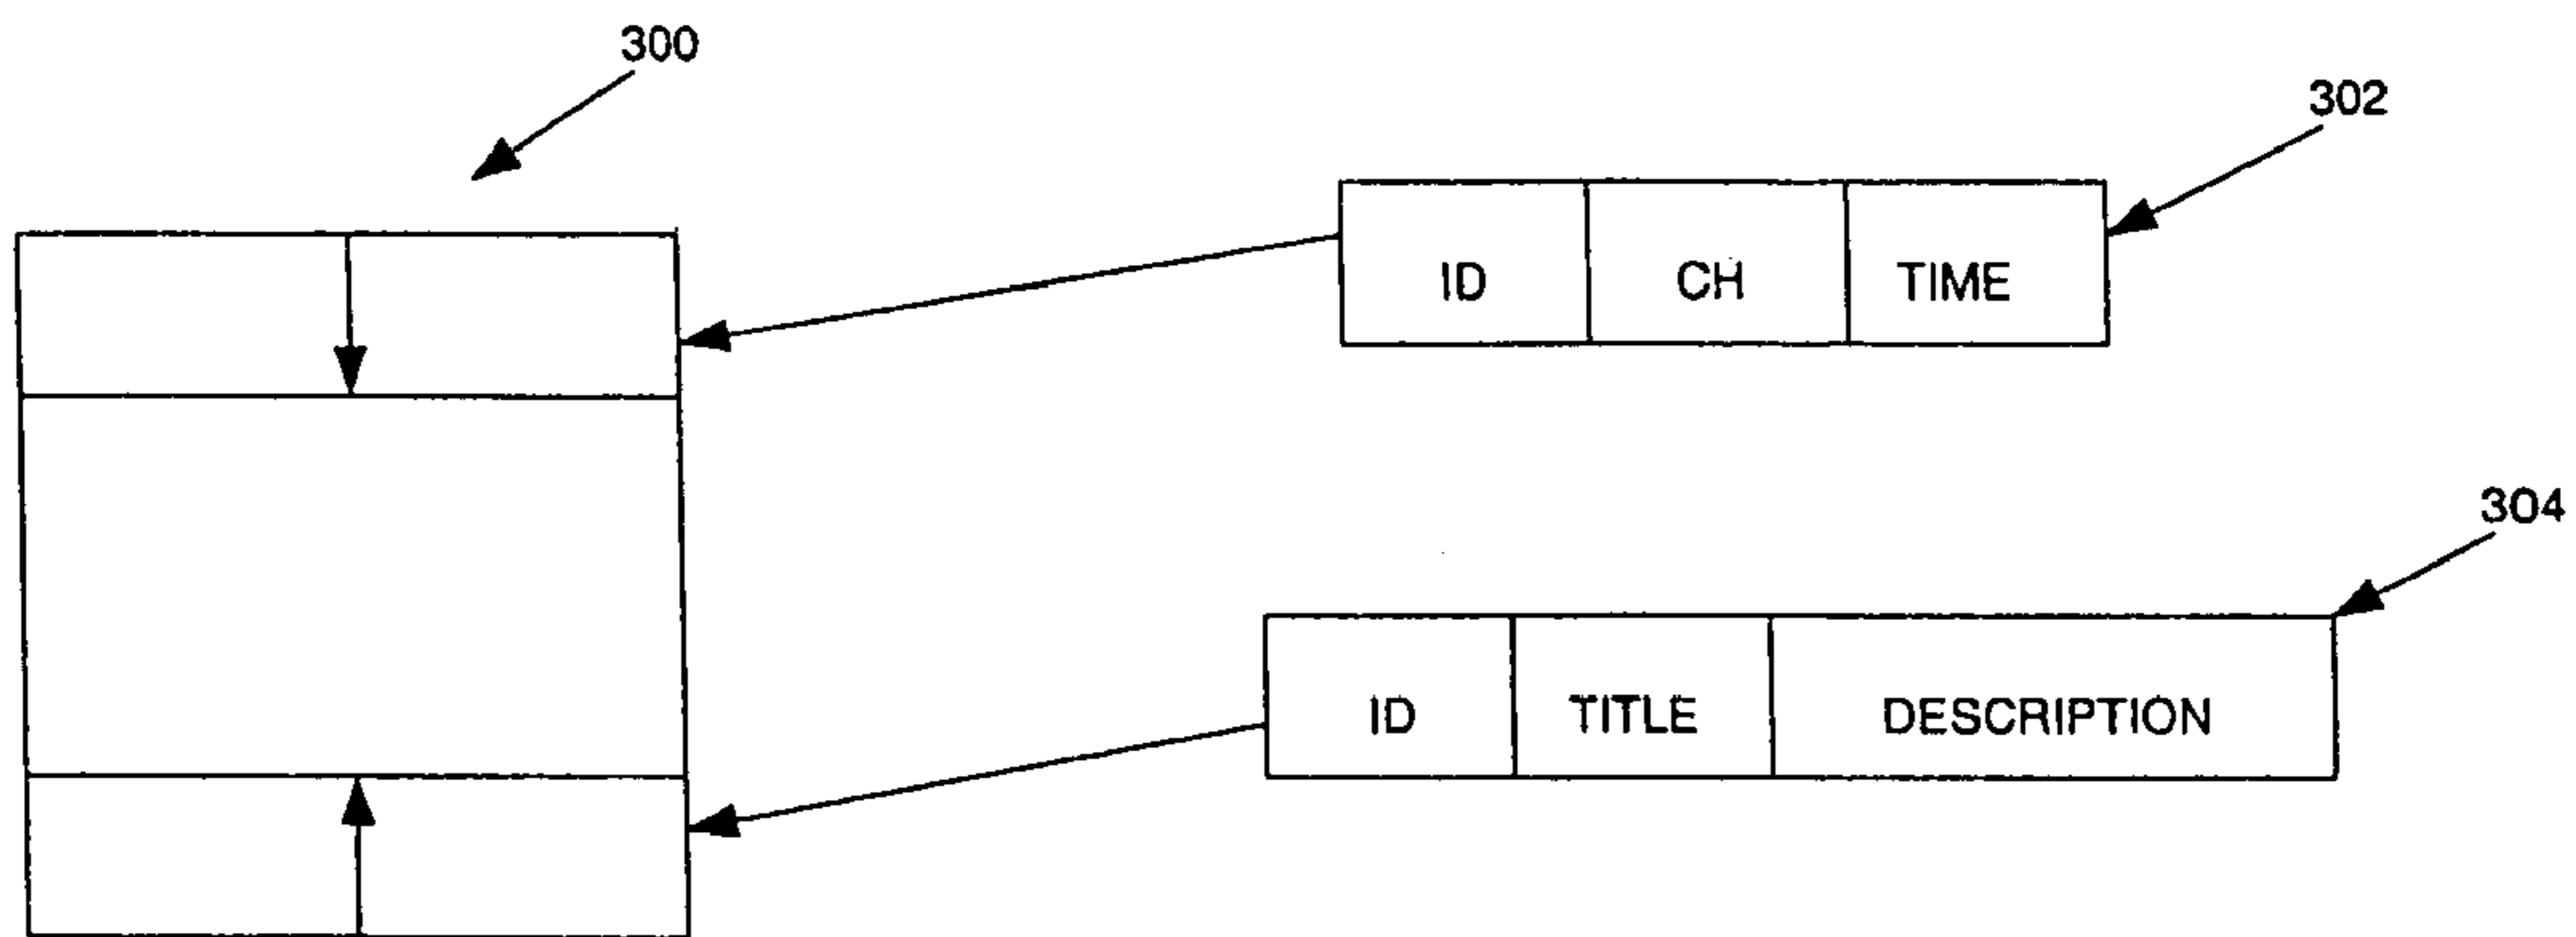 300
302
ID CH TIME
304
ID TITLE DESCRIPTION